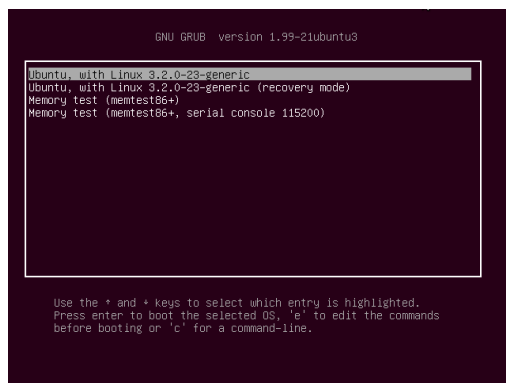 GNU GRUB  version 1.99-21ubuntu3
Ubuntu, with Linux 3.2.0-23-generic
Ubuntu, with Linux 3.2.0-23-generic (recovery mode)
Memory test (memtest86+)
Memory test (memtest86+, serial console 115200)
Use the ↑ and ↓ keys to select which entry is highlighted.
Press enter to boot the selected OS, 'e' to edit the commands
before booting or 'c' for a command-line.